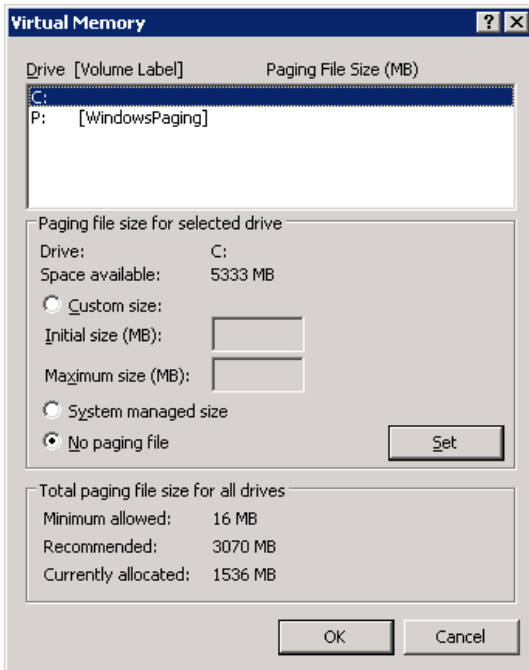 Virtual Memory
Drive [Volume Label] Paging File Size (MB)
C:
P: [WindowsPaging]
Paging file size for selected drive
Drive: C:
Space available: 5333 MB
Custom size:
Initial size (MB):
Maximum size (MB):
System managed size
No paging file
Set
Total paging file size for all drives
Minimum allowed: 16 MB
Recommended: 3070 MB
Currently allocated: 1536 MB
OK Cancel